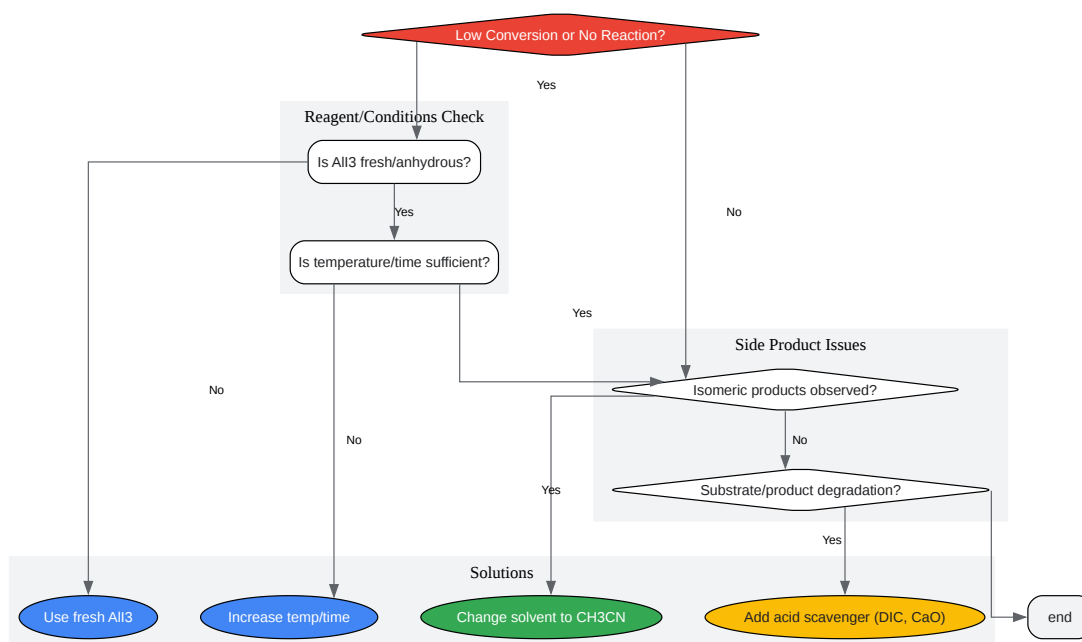 Low Conversion or No Reaction?
Yes
Reagent/Conditions Check
Is AlI3 fresh/anhydrous?
Yes
No
Is temperature/time sufficient?
Yes
Side Product Issues
Isomeric products observed?
No
No
No
Substrate/product degradation?
Yes
Yes
Solutions
Use fresh AlI3
Increase temp/time
Change solvent to CH3CN
Add acid scavenger (DIC, CaO)
end